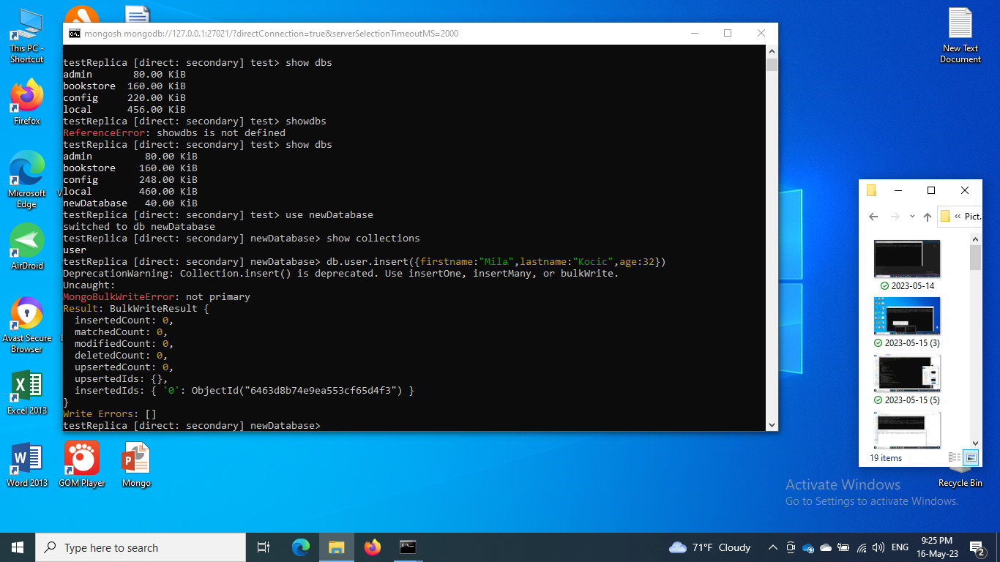 This PC - Shortcut
Firefox
Microsoft Edge
AirDroid
Avast Secure Browser
Excel 2013
Word 2013
GOM Player
Mongo
mongosh mongodb://127.0.0.1:27021/?directConnection=true&serverSelectionTimeoutMS=2000
testReplica [direct: secondary] test> show dbs
admin 80.00 KiB
bookstore 160.00 KiB
config 220.00 KiB
local 456.00 KiB
testReplica [direct: secondary] test> showdbs
ReferenceError: showdbs is not defined
testReplica [direct: secondary] test> show dbs
admin 80.00 KiB
bookstore 160.00 KiB
config 248.00 KiB
local 460.00 KiB
newDatabase 40.00 KiB
testReplica [direct: secondary] test> use newDatabase
switched to db newDatabase
testReplica [direct: secondary] newDatabase> show collections
user
testReplica [direct: secondary] newDatabase> db.user.insert({firstname:"Mila",lastname:"Kocic",age:32})
DeprecationWarning: Collection.insert() is deprecated. Use insertOne, insertMany, or bulkWrite.
Uncaught:
MongoBulkWriteError: not primary
Result: BulkWriteResult {
insertedCount: 0,
matchedCount: 0,
modifiedCount: 0,
deletedCount: 0,
upsertedCount: 0,
upsertedIds: {},
insertedIds: { '0': ObjectId("6463d8b74e9ea553cf65d4f3") }
}
Write Errors: []
testReplica [direct: secondary] newDatabase>
New Text Document
« Pict.
2023-05-14
2023-05-15 (3)
2023-05-15 (5)
19 items
Recycle Bin
Activate Windows
Go to Settings to activate Windows.
Type here to search
71°F Cloudy
ENG
9:25 PM
16-May-23
2